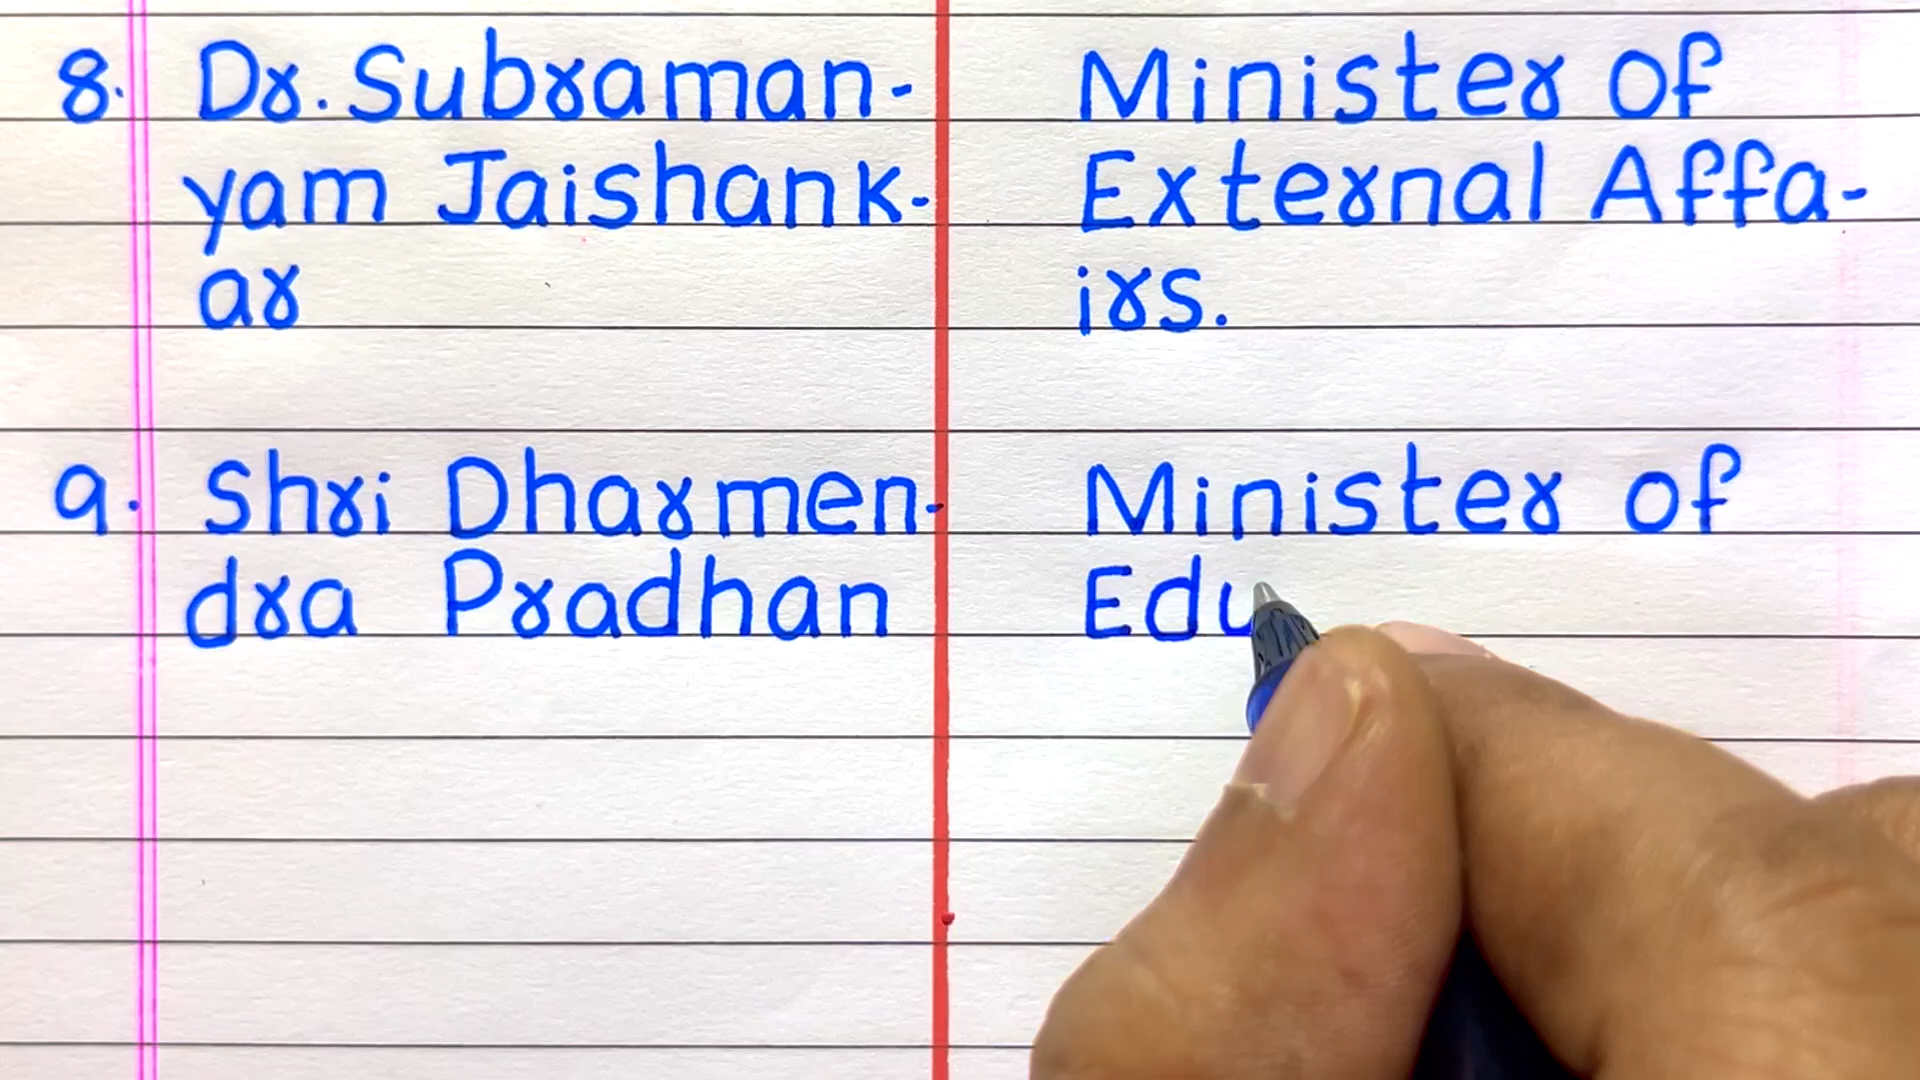 8. Dr. Subraman- Minister of
yam Jaishank- External Affa-
ar irs.
9. Shri Dharmen- Minister of
dra Pradhan Edu